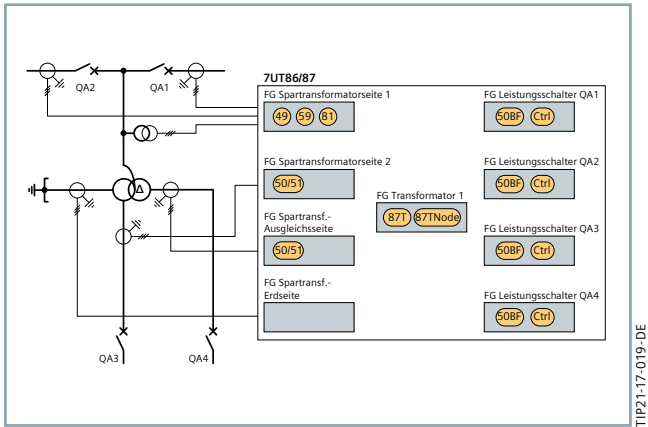 QA2
QA1
Δ
QA3
QA4
7UT86/87
FG Spartransformatorseite 1
49 59 81
FG Spartransformatorseite 2
50/51
FG Spartransf.-
Ausgleichsseite
50/51
FG Spartransf.-
Erdseite
FG Transformator 1
87T 87TNode
FG Leistungsschalter QA1
50BF Ctrl
FG Leistungsschalter QA2
50BF Ctrl
FG Leistungsschalter QA3
50BF Ctrl
FG Leistungsschalter QA4
50BF Ctrl
TIP21-17-019-DE